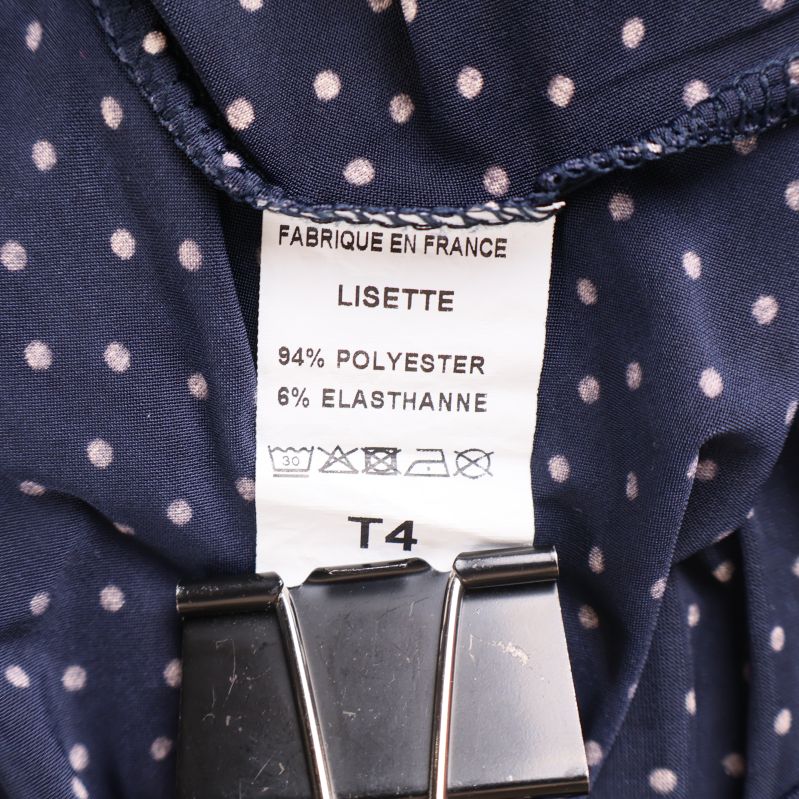 FABRIQUE EN FRANCE
LISETTE
94% POLYESTER
6% ELASTHANNE
30
T4